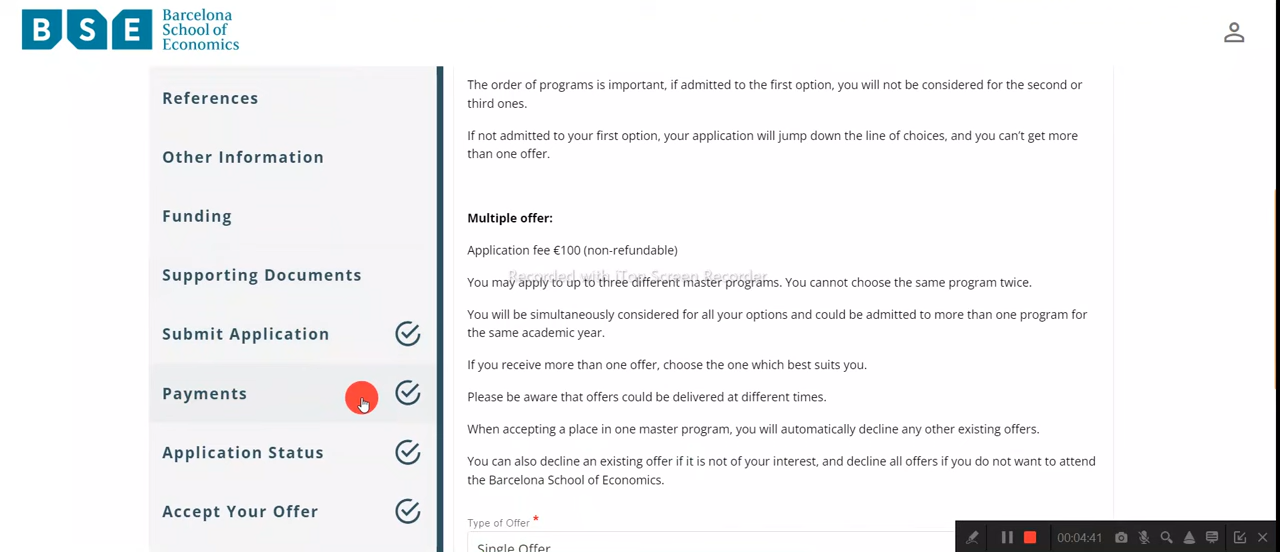 BSE
Barcelona
School of
Economics
References
Other Information
Funding
Supporting Documents
Submit Application
Payments
Application Status
Accept Your Offer
The order of programs is important, if admitted to the first option, you will not be considered for the second or
third ones.
If not admitted to your first option, your application will jump down the line of choices, and you can't get more
than one offer.
Multiple offer:
Application fee €100 (non-refundable)
Recorded with iTop Screen Recorder
You may apply to up to three different master programs. You cannot choose the same program twice.
You will be simultaneously considered for all your options and could be admitted to more than one program for
the same academic year.
If you receive more than one offer, choose the one which best suits you.
Please be aware that offers could be delivered at different times.
When accepting a place in one master program, you will automatically decline any other existing offers.
You can also decline an existing offer if it is not of your interest, and decline all offers if you do not want to attend
the Barcelona School of Economics.
Type of Offer *
Single Offer
00:04:41